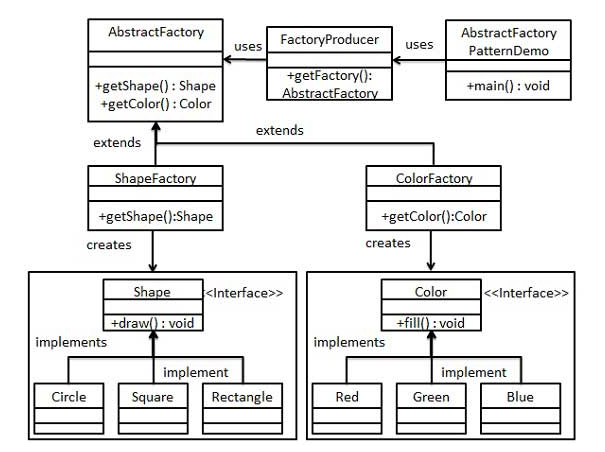 AbstractFactory
+getShape() : Shape
+getColor() : Color
uses
FactoryProducer
+getFactory():
AbstractFactory
uses
AbstractFactory
PatternDemo
+main() : void
extends
extends
ShapeFactory
+getShape():Shape
ColorFactory
+getColor():Color
creates
creates
Shape
<<Interface>>
+draw() : void
implements
implement
Circle
Square
Rectangle
Color
<<Interface>>
+fill() : void
implements
implement
Red
Green
Blue